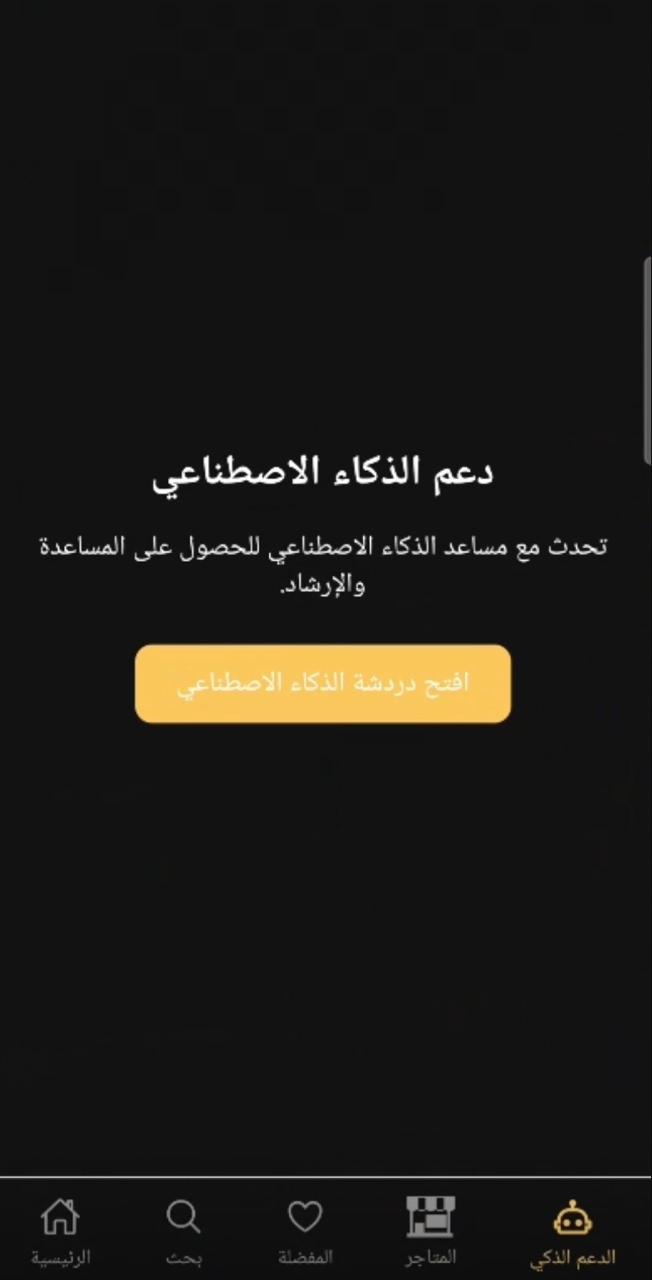 دعم الذكاء الاصطناعي
تحدث مع مساعد الذكاء الاصطناعي للحصول على المساعدة
والإرشاد.
افتح دردشة الذكاء الاصطناعي
الدعم الذكي
المتاجر
المفضلة
بحث
الرئيسية